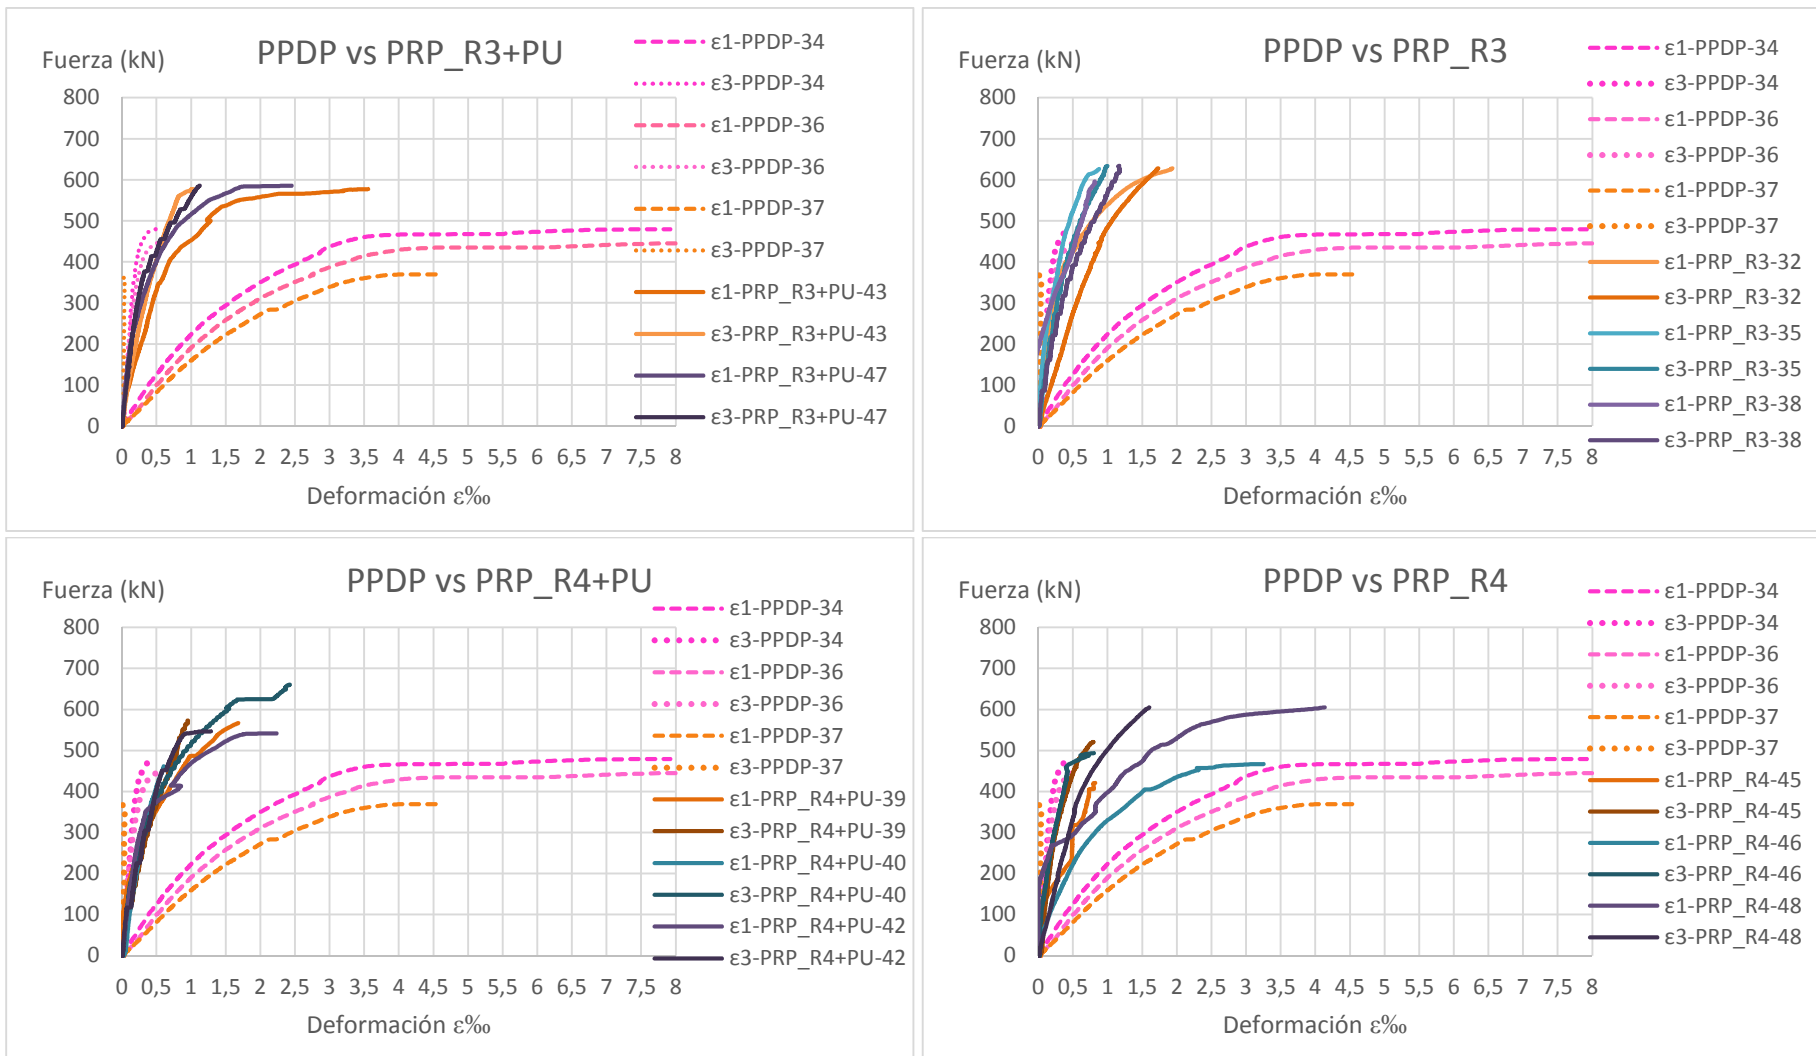 PPDP vs PRP_R3+PU
Fuerza (kN)
800
700
600
500
400
300
200
100
0
0 0,5 1 1,5 2 2,5 3 3,5 4 4,5 5 5,5 6 6,5 7 7,5 8
Deformación ε‰
ε1-PPDP-34
ε3-PPDP-34
ε1-PPDP-36
ε3-PPDP-36
ε1-PPDP-37
ε3-PPDP-37
ε1-PRP_R3+PU-43
ε3-PRP_R3+PU-43
ε1-PRP_R3+PU-47
ε3-PRP_R3+PU-47
PPDP vs PRP_R3
Fuerza (kN)
800
700
600
500
400
300
200
100
0
0 0,5 1 1,5 2 2,5 3 3,5 4 4,5 5 5,5 6 6,5 7 7,5 8
Deformación ε‰
ε1-PPDP-34
ε3-PPDP-34
ε1-PPDP-36
ε3-PPDP-36
ε1-PPDP-37
ε3-PPDP-37
ε1-PRP_R3-32
ε3-PRP_R3-32
ε1-PRP_R3-35
ε3-PRP_R3-35
ε1-PRP_R3-38
ε3-PRP_R3-38
PPDP vs PRP_R4+PU
Fuerza (kN)
800
700
600
500
400
300
200
100
0
0 0,5 1 1,5 2 2,5 3 3,5 4 4,5 5 5,5 6 6,5 7 7,5 8
Deformación ε‰
ε1-PPDP-34
ε3-PPDP-34
ε1-PPDP-36
ε3-PPDP-36
ε1-PPDP-37
ε3-PPDP-37
ε1-PRP_R4+PU-39
ε3-PRP_R4+PU-39
ε1-PRP_R4+PU-40
ε3-PRP_R4+PU-40
ε1-PRP_R4+PU-42
ε3-PRP_R4+PU-42
PPDP vs PRP_R4
Fuerza (kN)
800
700
600
500
400
300
200
100
0
0 0,5 1 1,5 2 2,5 3 3,5 4 4,5 5 5,5 6 6,5 7 7,5 8
Deformación ε‰
ε1-PPDP-34
ε3-PPDP-34
ε1-PPDP-36
ε3-PPDP-36
ε1-PPDP-37
ε3-PPDP-37
ε1-PRP_R4-45
ε3-PRP_R4-45
ε1-PRP_R4-46
ε3-PRP_R4-46
ε1-PRP_R4-48
ε3-PRP_R4-48